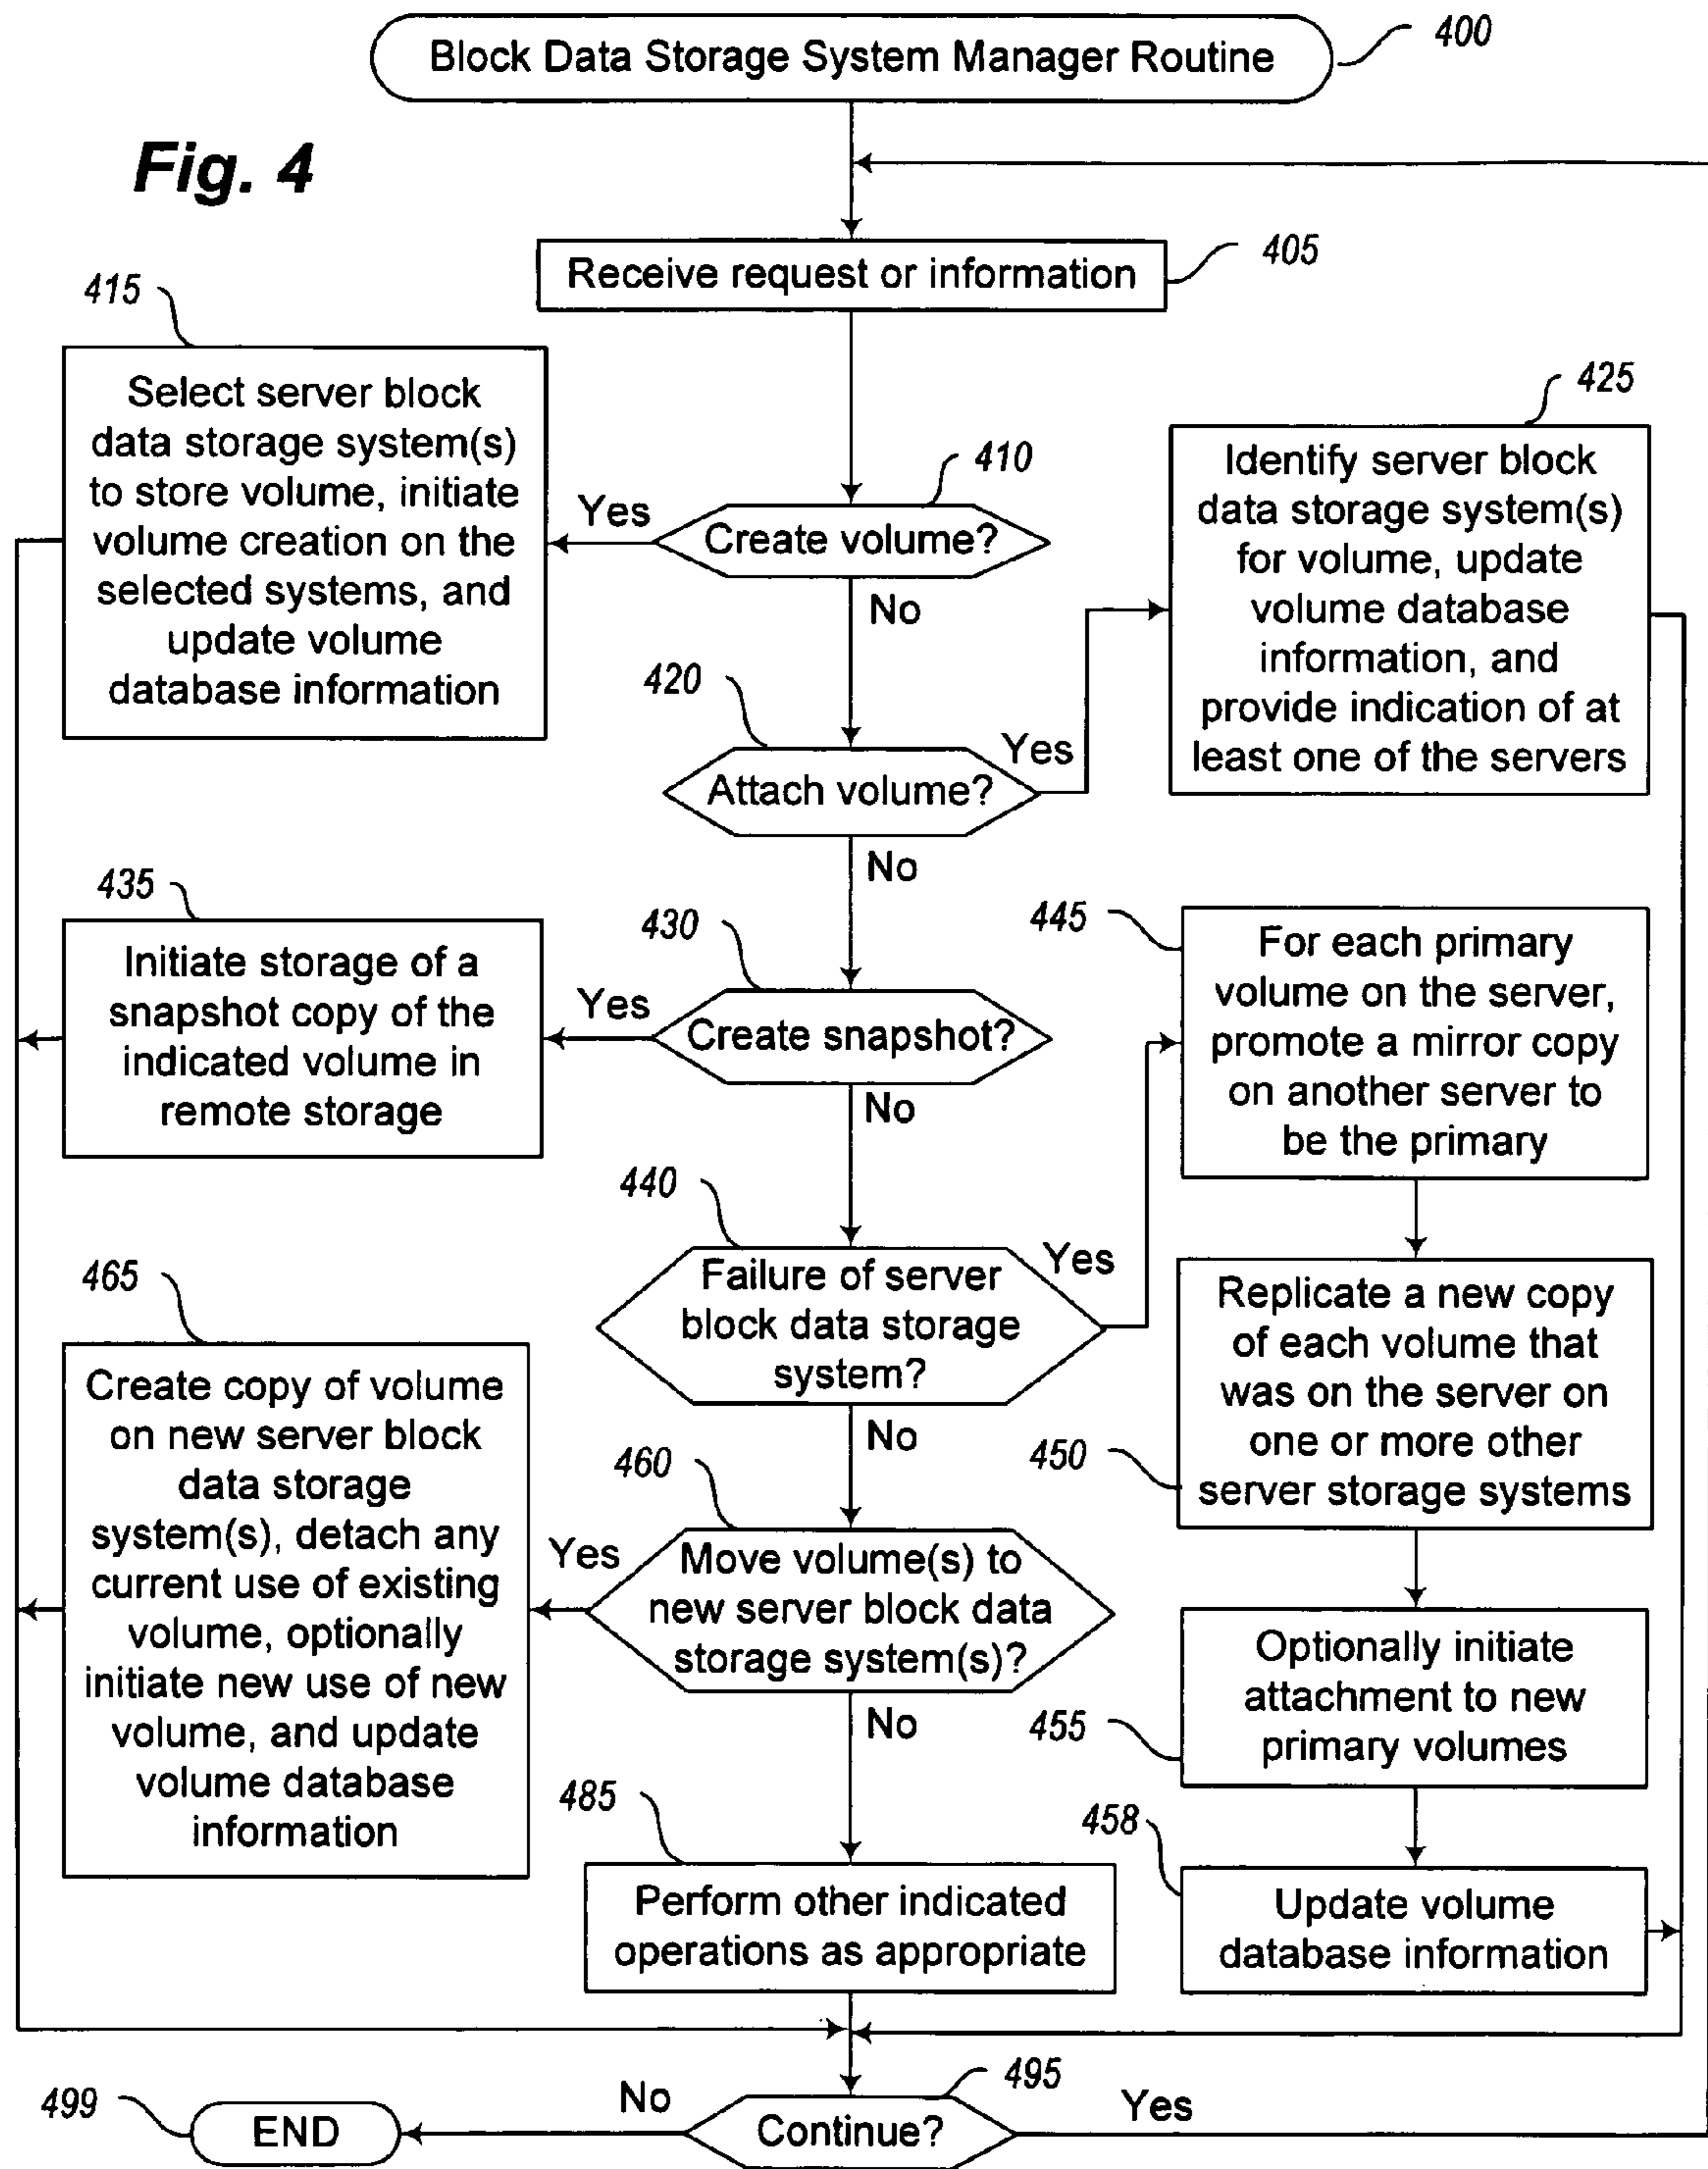 Block Data Storage System Manager Routine
400
Fig. 4
Receive request or information
405
415
Select server block
data storage system(s)
to store volume, initiate
volume creation on the
selected systems, and
update volume
database information
Yes
410
Create volume?
No
425
Identify server block
data storage system(s)
for volume, update
volume database
information, and
provide indication of at
least one of the servers
420
Attach volume?
Yes
No
435
Initiate storage of a
snapshot copy of the
indicated volume in
remote storage
Yes
430
Create snapshot?
No
445
For each primary
volume on the server,
promote a mirror copy
on another server to
be the primary
440
Failure of server
block data storage
system?
Yes
No
450
Replicate a new copy
of each volume that
was on the server on
one or more other
server storage systems
465
Create copy of volume
on new server block
data storage
system(s), detach any
current use of existing
volume, optionally
initiate new use of new
volume, and update
volume database
information
Yes
460
Move volume(s) to
new server block data
storage system(s)?
No
455
Optionally initiate
attachment to new
primary volumes
485
Perform other indicated
operations as appropriate
458
Update volume
database information
499
END
No
495
Continue?
Yes